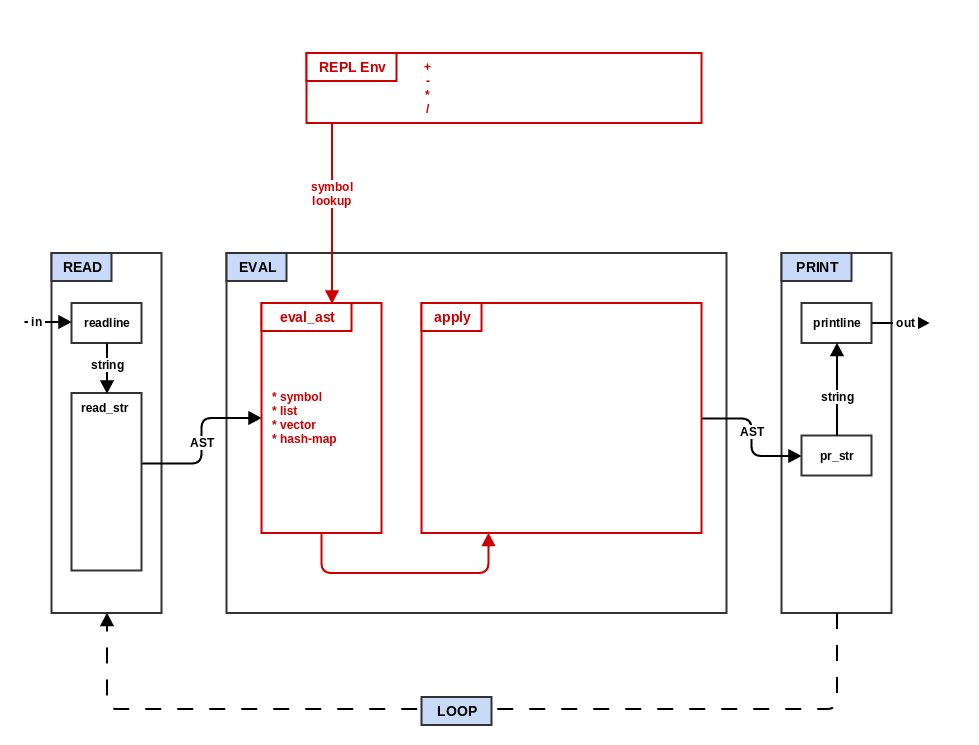 REPL Env
+
-
*
/
symbol
lookup
READ
in
readline
string
read_str
AST
EVAL
eval_ast
* symbol
* list
* vector
* hash-map
apply
AST
PRINT
printline
out
string
pr_str
LOOP